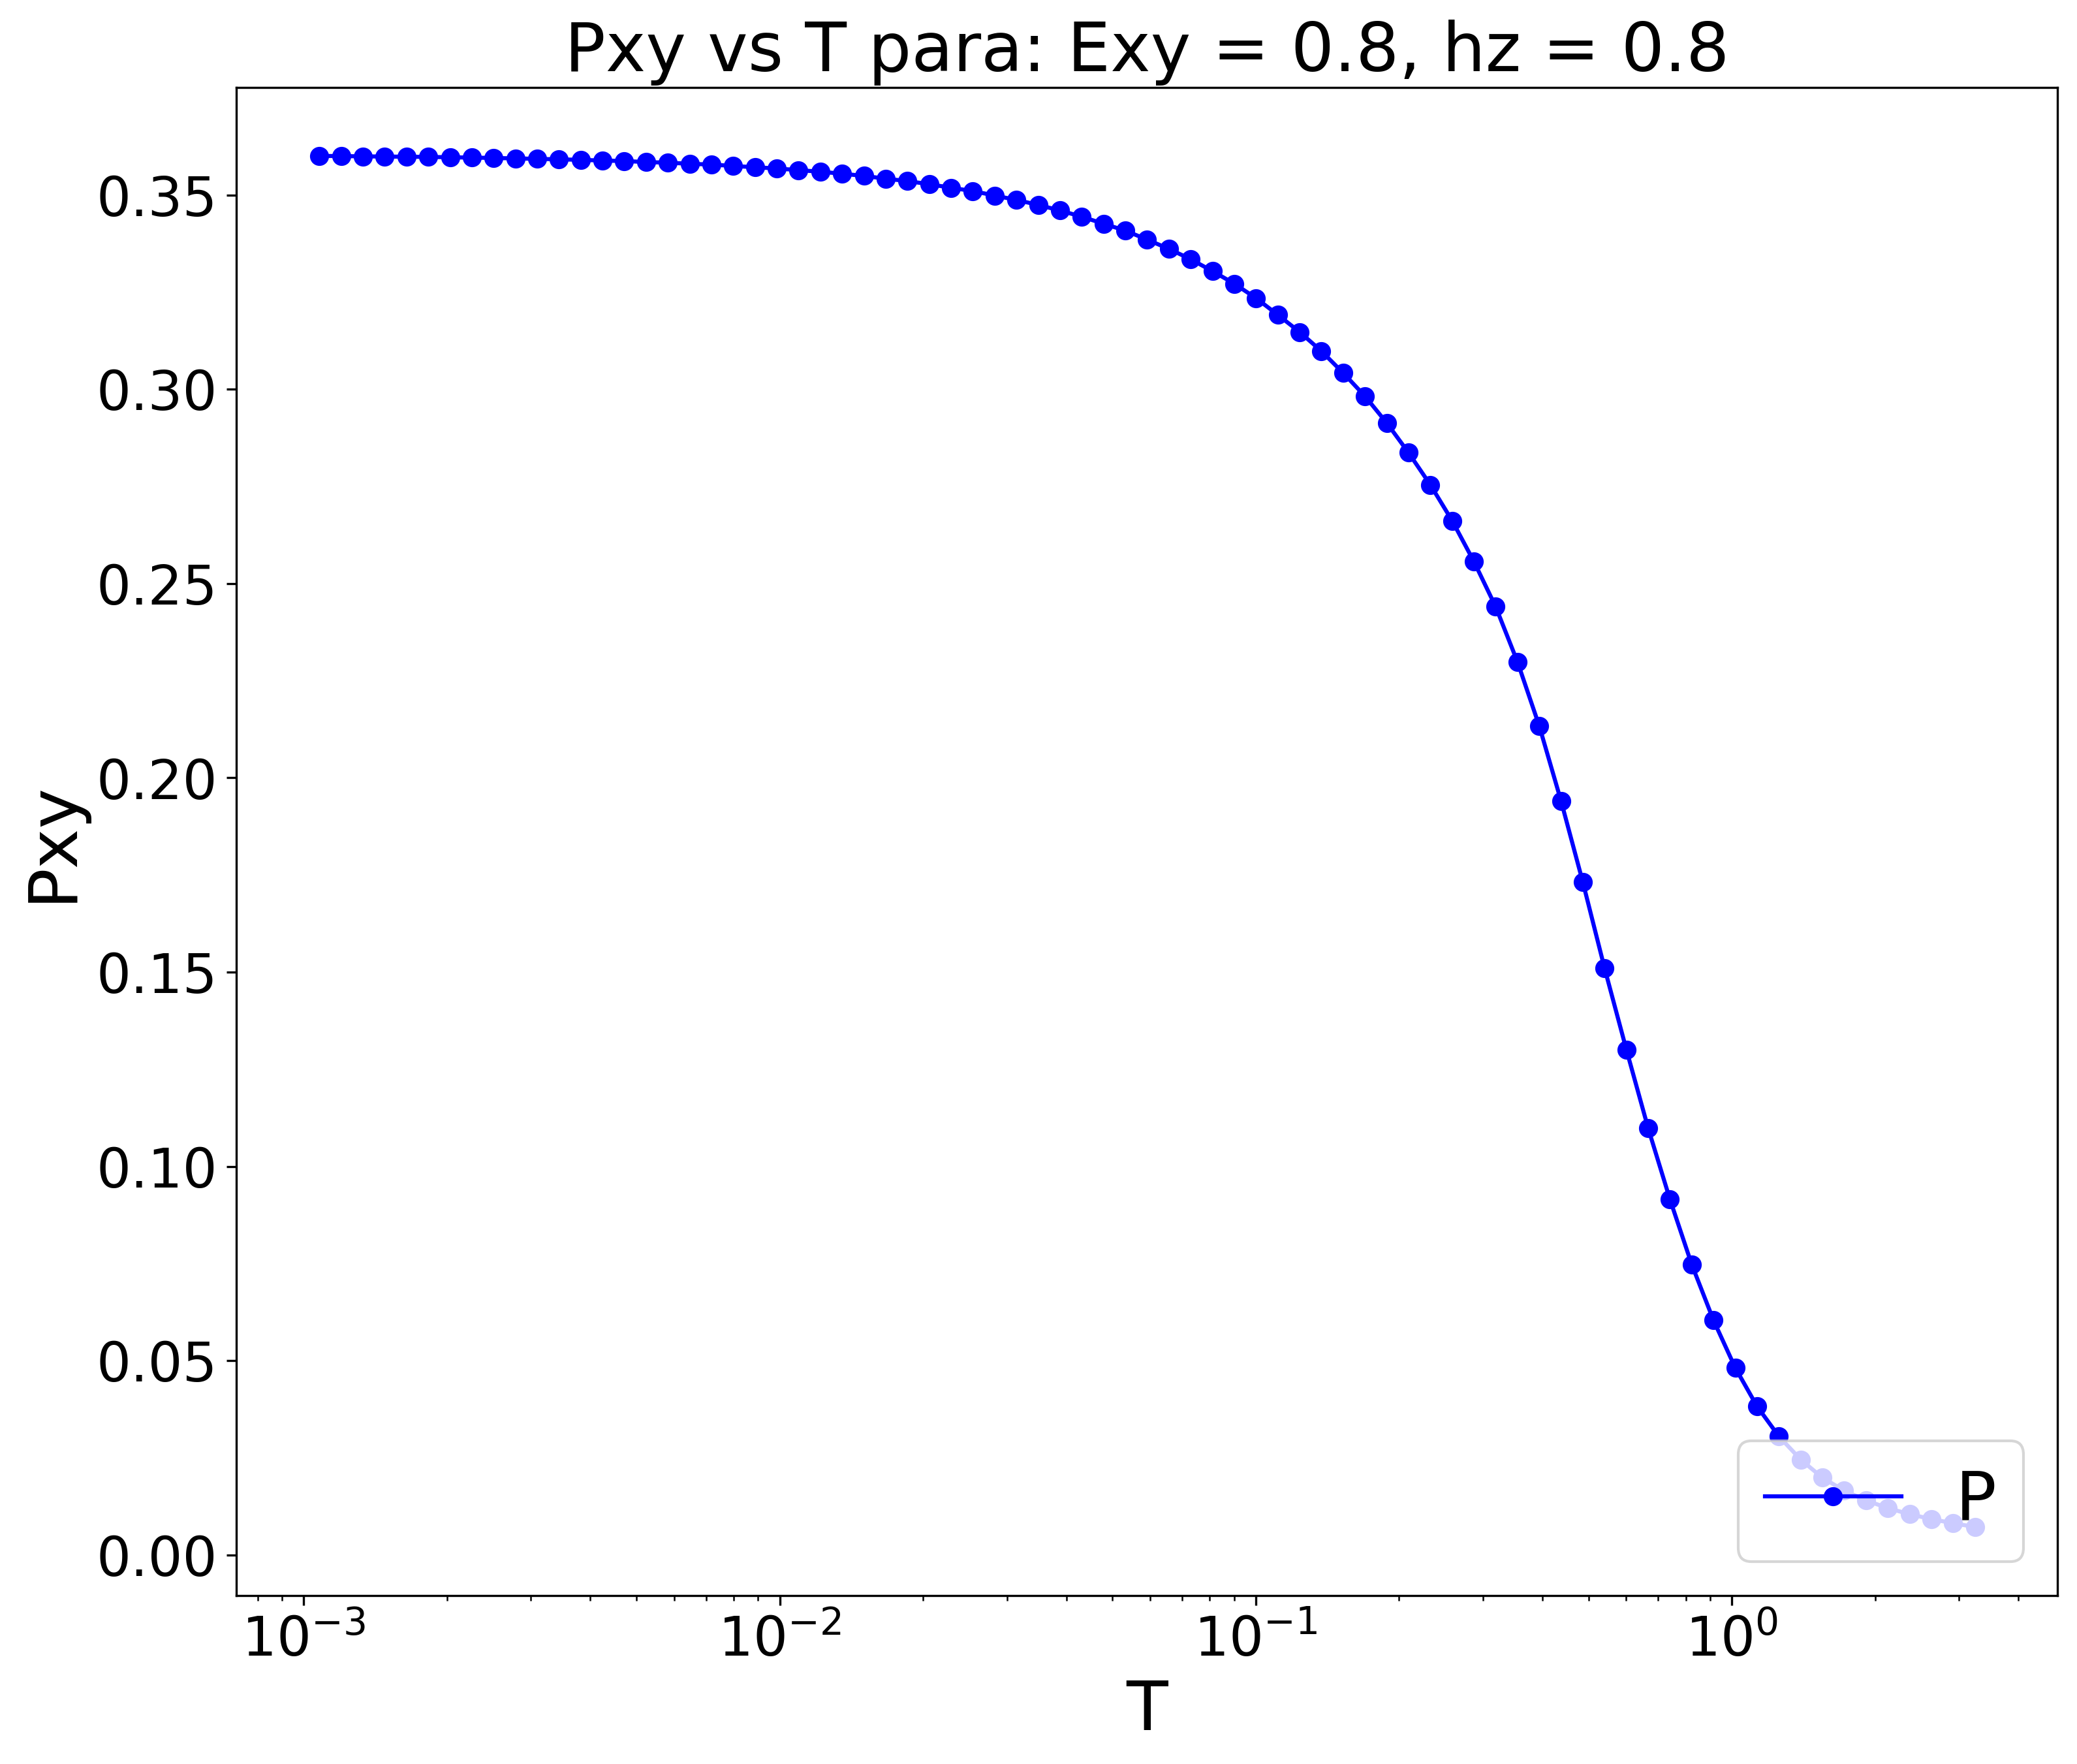 Pxy vs T para: Exy = 0.8, hz = 0.8
Pxy
0.35
0.30
0.25
0.20
0.15
0.10
0.05
0.00
P
10⁻³ 10⁻² 10⁻¹ 10⁰
T